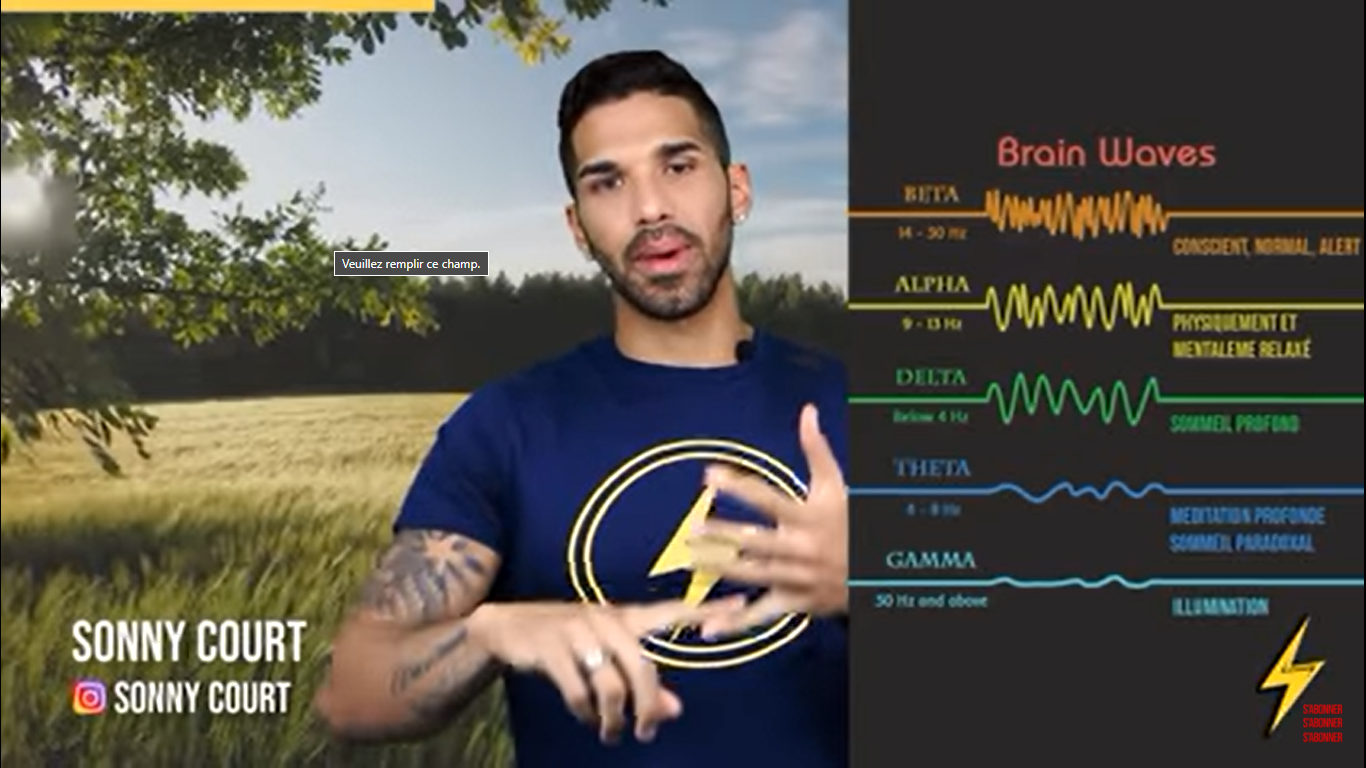 Brain Waves
BETA
14 - 30 Hz
CONSCIENT, NORMAL, ALERT
ALPHA
9 - 13 Hz
PHYSIQUEMENT ET
MENTALEME RELAXÉ
Veuillez remplir ce champ.
DELTA
Below 4 Hz
SOMMEIL PROFOND
THETA
4 - 8 Hz
MEDITATION PROFONDE
SOMMEIL PARADOXAL
GAMMA
30 Hz and above
ILLUMINATION
SONNY COURT
SONNY COURT
S'ABONNER
S'ABONNER
S'ABONNER